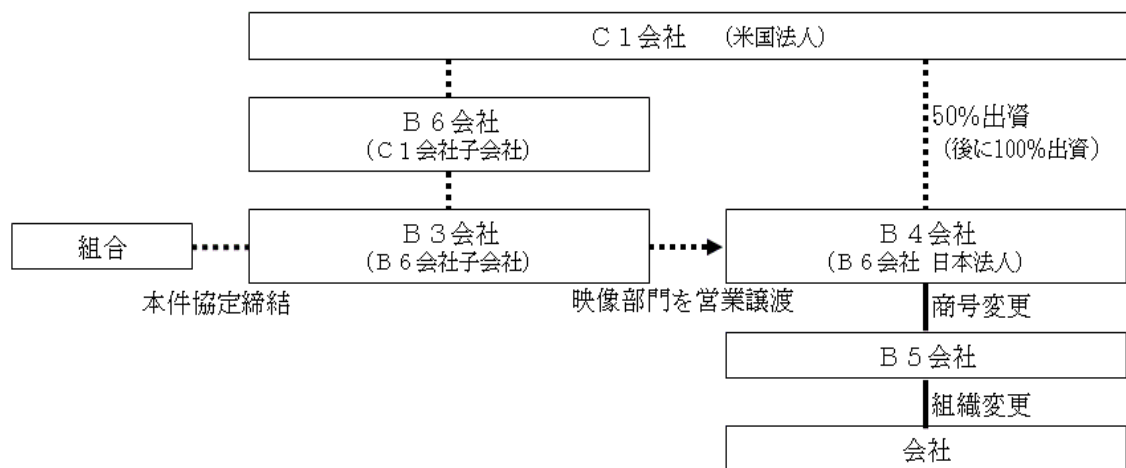 C1会社 (米国法人)
B6会社
(C1会社子会社)
50%出資
(後に100%出資)
組合
B3会社
(B6会社子会社)
B4会社
(B6会社 日本法人)
本件協定締結
映像部門を営業譲渡
商号変更
B5会社
組織変更
会社